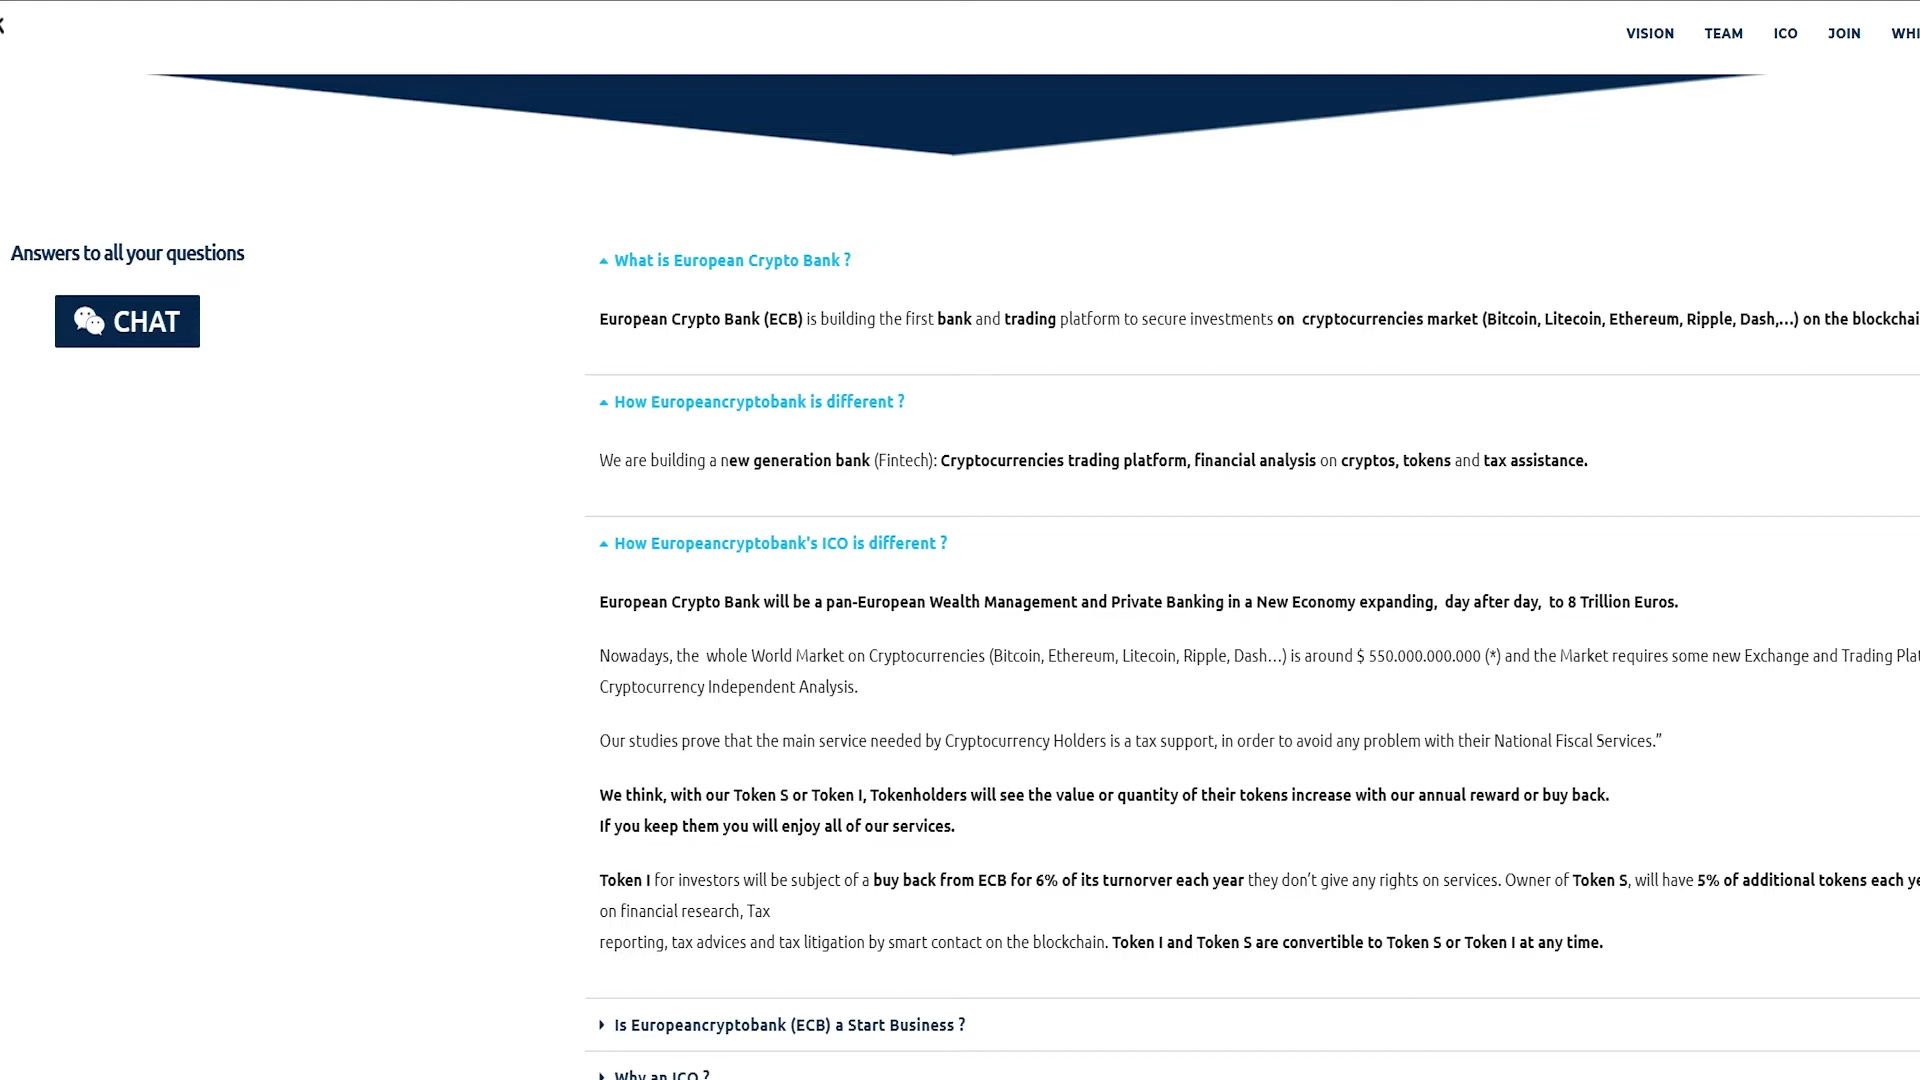 VISION TEAM ICO JOIN
Answers to all your questions
CHAT
What is European Crypto Bank ?
European Crypto Bank (ECB) is building the first bank and trading platform to secure investments on cryptocurrencies market (Bitcoin, Litecoin, Ethereum, Ripple, Dash,...) on the
How Europeancryptobank is different ?
We are building a new generation bank (Fintech): Cryptocurrencies trading platform, financial analysis on cryptos, tokens and tax assistance.
How Europeancryptobank's ICO is different ?
European Crypto Bank will be a pan-European Wealth Management and Private Banking in a New Economy expanding, day after day, to 8 Trillion Euros.
Nowadays, the whole World Market on Cryptocurrencies (Bitcoin, Ethereum, Litecoin, Ripple, Dash...) is around $ 550.000.000.000 (*) and the Market requires some new Exchange and Trading
Cryptocurrency Independent Analysis.
Our studies prove that the main service needed by Cryptocurrency Holders is a tax support, in order to avoid any problem with their National Fiscal Services.”
We think, with our Token S or Token I, Tokenholders will see the value or quantity of their tokens increase with our annual reward or buy back.
If you keep them you will enjoy all of our services.
Token I for investors will be subject of a buy back from ECB for 6% of its turnorver each year they don’t give any rights on services. Owner of Token S, will have 5% of additional tokens each
on financial research, Tax
reporting, tax advices and tax litigation by smart contact on the blockchain. Token I and Token S are convertible to Token S or Token I at any time.
Is Europeancryptobank (ECB) a Start Business ?
Why an ICO ?